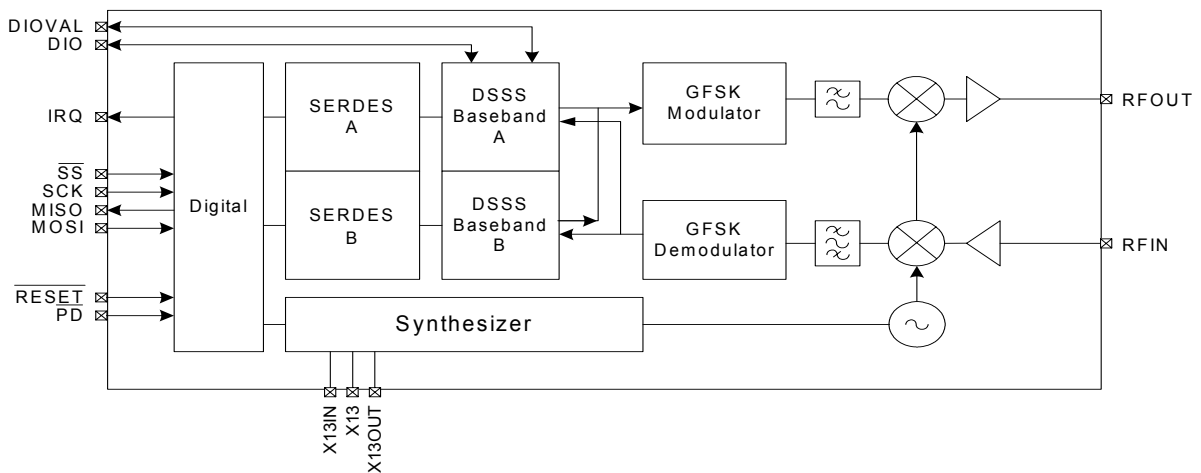 DIOVAL
DIO
IRQ
SS
SCK
MISO
MOSI
RESET
PD
Digital
SERDES
A
SERDES
B
DSSS
Baseband
A
DSSS
Baseband
B
GFSK
Modulator
GFSK
Demodulator
Synthesizer
RFOUT
RFIN
X13IN
X13
X13OUT